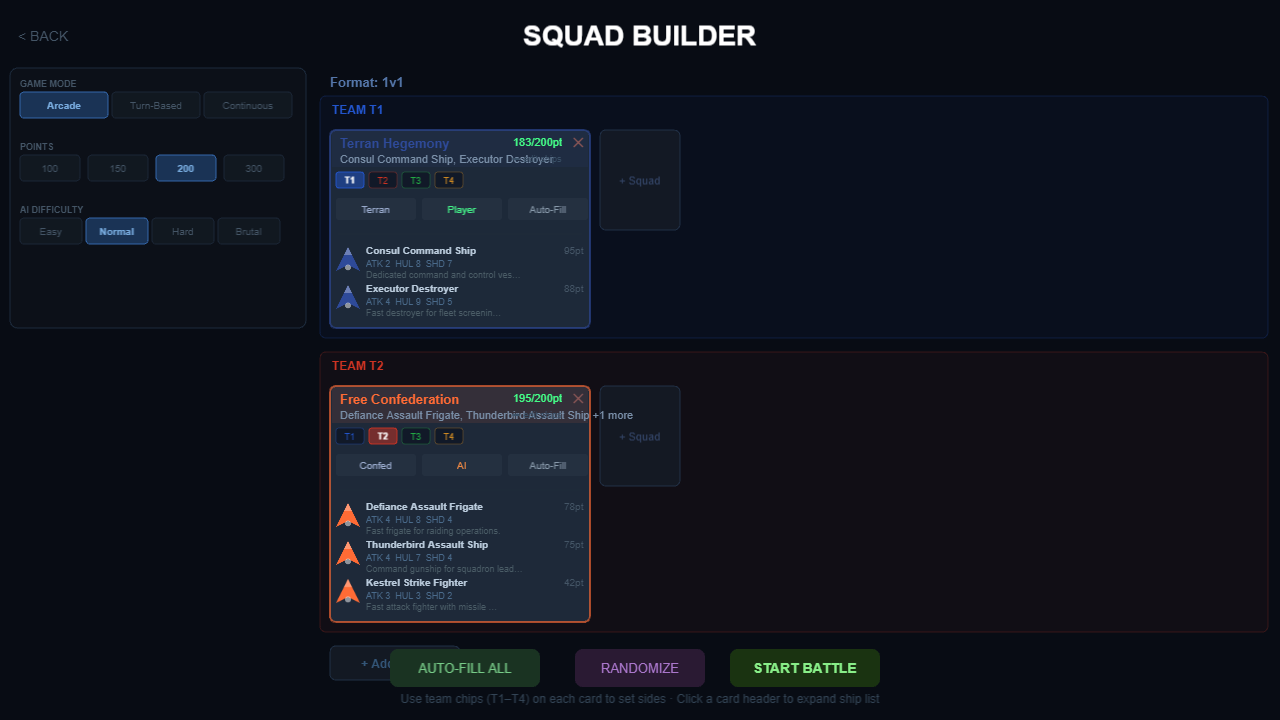 < BACK
SQUAD BUILDER
GAME MODE
Arcade
Turn-Based
Continuous
POINTS
100
150
200
300
AI DIFFICULTY
Easy
Normal
Hard
Brutal
Format: 1v1
TEAM T1
Terran Hegemony
183/200pt
Consul Command Ship, Executor Destroyer
T1
T2
T3
T4
Terran
Player
Auto-Fill
Consul Command Ship
95pt
ATK 2 HUL 8 SHD 7
Dedicated command and control ves...
Executor Destroyer
88pt
ATK 4 HUL 9 SHD 5
Fast destroyer for fleet screenin...
+ Squad
TEAM T2
Free Confederation
195/200pt
Defiance Assault Frigate, Thunderbird Assault Ship +1 more
T1
T2
T3
T4
Confed
AI
Auto-Fill
Defiance Assault Frigate
78pt
ATK 4 HUL 8 SHD 4
Fast frigate for raiding operations.
Thunderbird Assault Ship
75pt
ATK 4 HUL 7 SHD 4
Command gunship for squadron lead...
Kestrel Strike Fighter
42pt
ATK 3 HUL 3 SHD 2
Fast attack fighter with missile ...
+ Squad
AUTO-FILL ALL
RANDOMIZE
START BATTLE
Use team chips (T1–T4) on each card to set sides · Click a card header to expand ship list